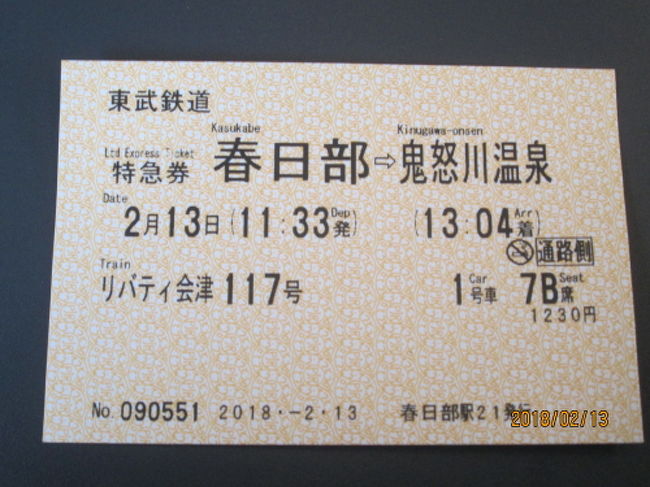 東武鉄道
Kasukabe Kinugawa-onsen
Ltd Express Ticket
特急券 春日部⇨鬼怒川温泉
Date Dep Arr
2月13日(11:33発) (13:04着)
通路側
Train Car Seat
リバティ会津117号 1号車 7B席
1230円
No.090551 2018.-2.13 春日部駅21発行
2018/02/13